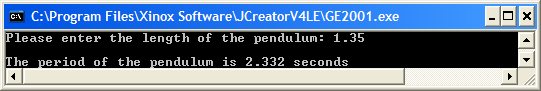 C:\Program Files\Xinox Software\JCreatorV4LE\GE2001.exe
Please enter the length of the pendulum: 1.35
The period of the pendulum is 2.332 seconds